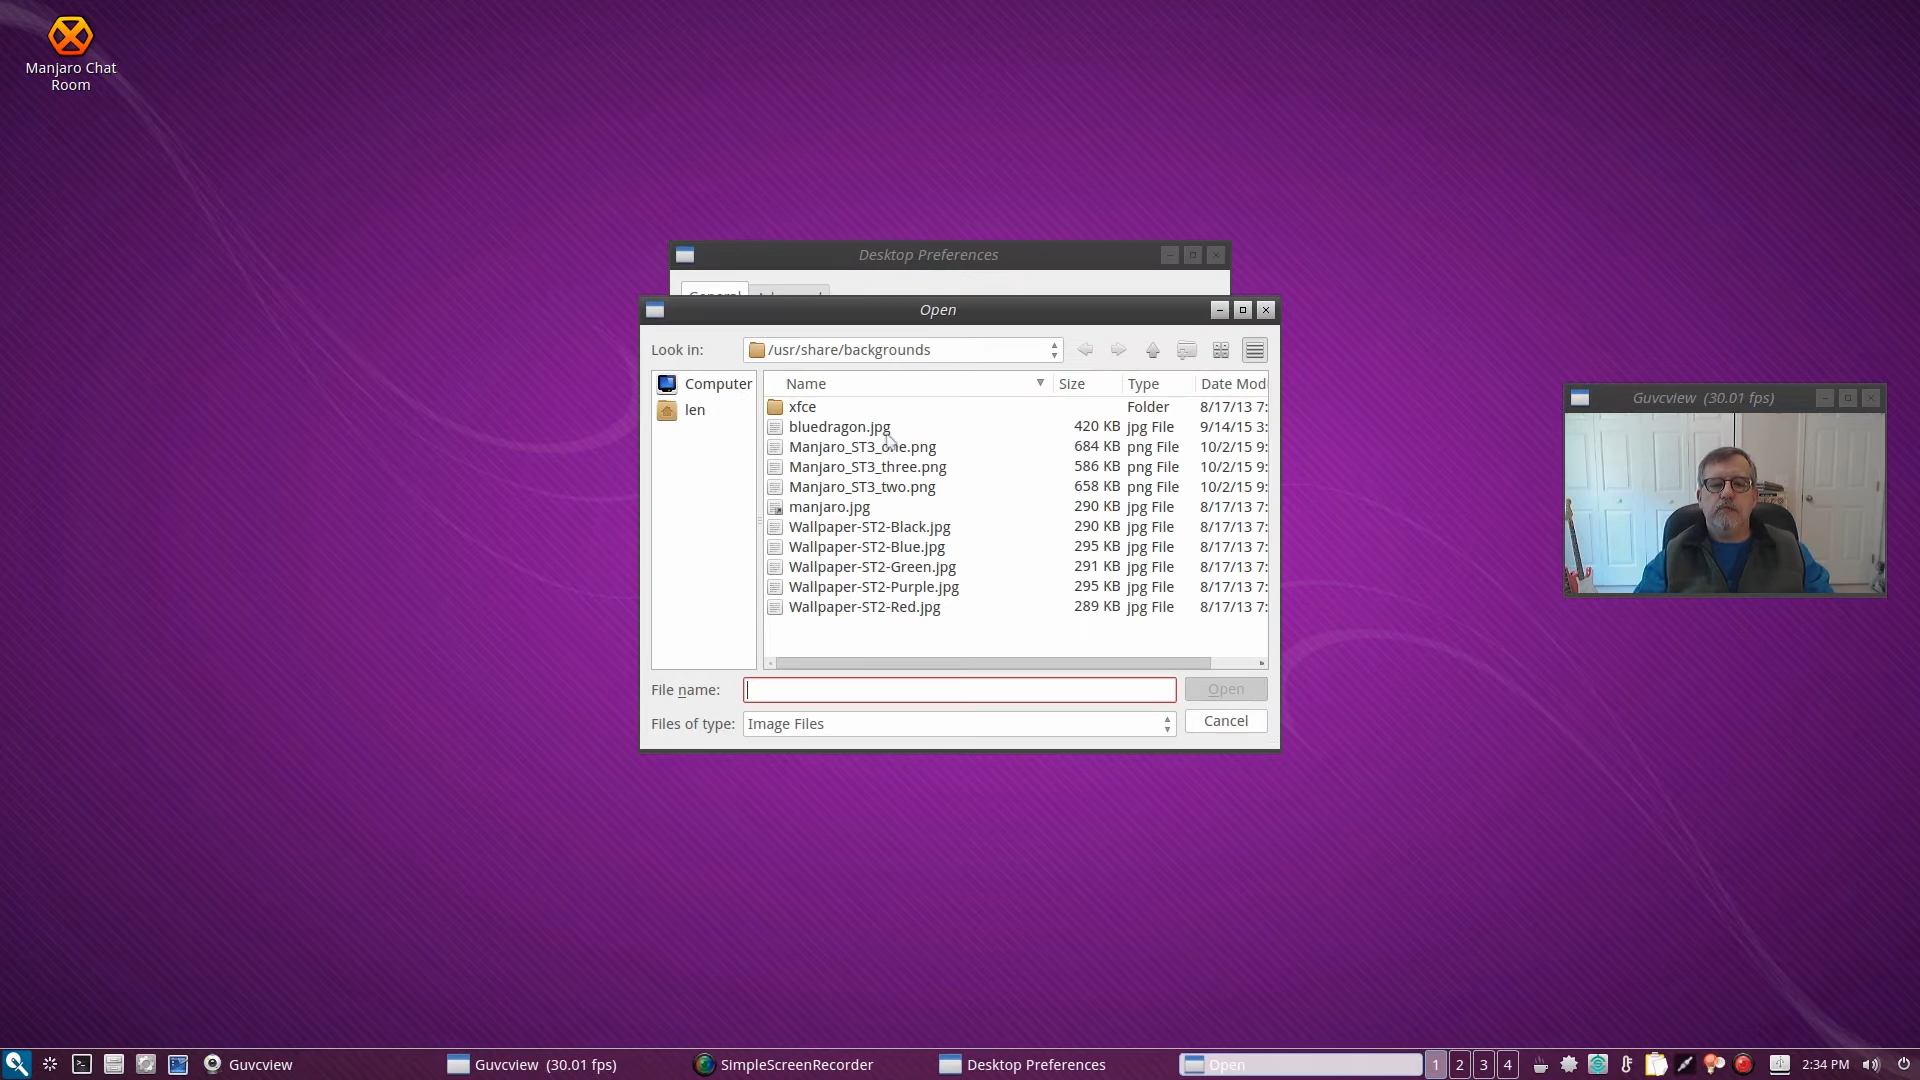 Manjaro Chat
Room
Desktop Preferences
General
Open
Look in: /usr/share/backgrounds
Computer
len
Name Size Type Date Modi
xfce Folder 8/17/13 7:
bluedragon.jpg 420 KB jpg File 9/14/15 3:
Manjaro_ST3_one.png 684 KB png File 10/2/15 9:
Manjaro_ST3_three.png 586 KB png File 10/2/15 9:
Manjaro_ST3_two.png 658 KB png File 10/2/15 9:
manjaro.jpg 290 KB jpg File 8/17/13 7:
Wallpaper-ST2-Black.jpg 290 KB jpg File 8/17/13 7:
Wallpaper-ST2-Blue.jpg 295 KB jpg File 8/17/13 7:
Wallpaper-ST2-Green.jpg 291 KB jpg File 8/17/13 7:
Wallpaper-ST2-Purple.jpg 295 KB jpg File 8/17/13 7:
Wallpaper-ST2-Red.jpg 289 KB jpg File 8/17/13 7:
File name: Open
Files of type: Image Files Cancel
Guvcview (30.01 fps)
Guvcview Guvcview (30.01 fps) SimpleScreenRecorder Desktop Preferences Open 1 2 3 4 2:34 PM